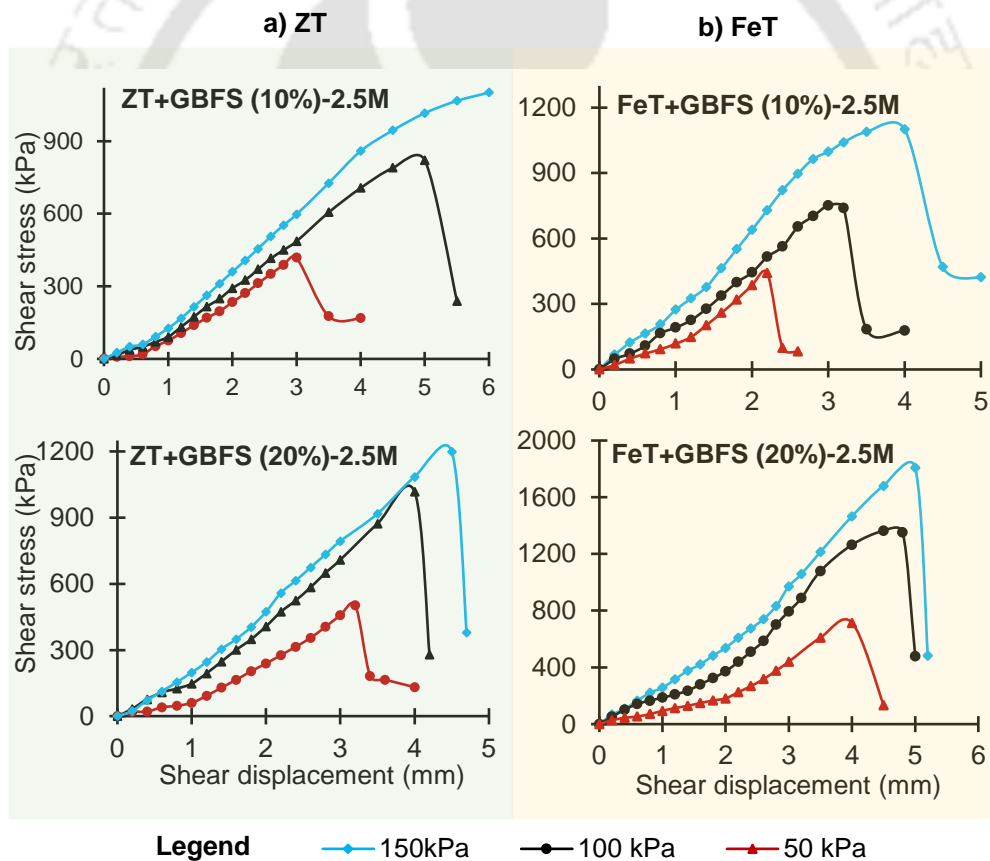 a) ZT
b) FeT
ZT+GBFS (10%)-2.5M
Shear stress (kPa)
900
600
300
0
0 1 2 3 4 5 6
FeT+GBFS (10%)-2.5M
1200
900
600
300
0
0 1 2 3 4 5
ZT+GBFS (20%)-2.5M
Shear stress (kPa)
1200
900
600
300
0
0 1 2 3 4 5
Shear displacement (mm)
FeT+GBFS (20%)-2.5M
2000
1600
1200
800
400
0
0 1 2 3 4 5 6
Shear displacement (mm)
Legend 150kPa 100 kPa 50 kPa